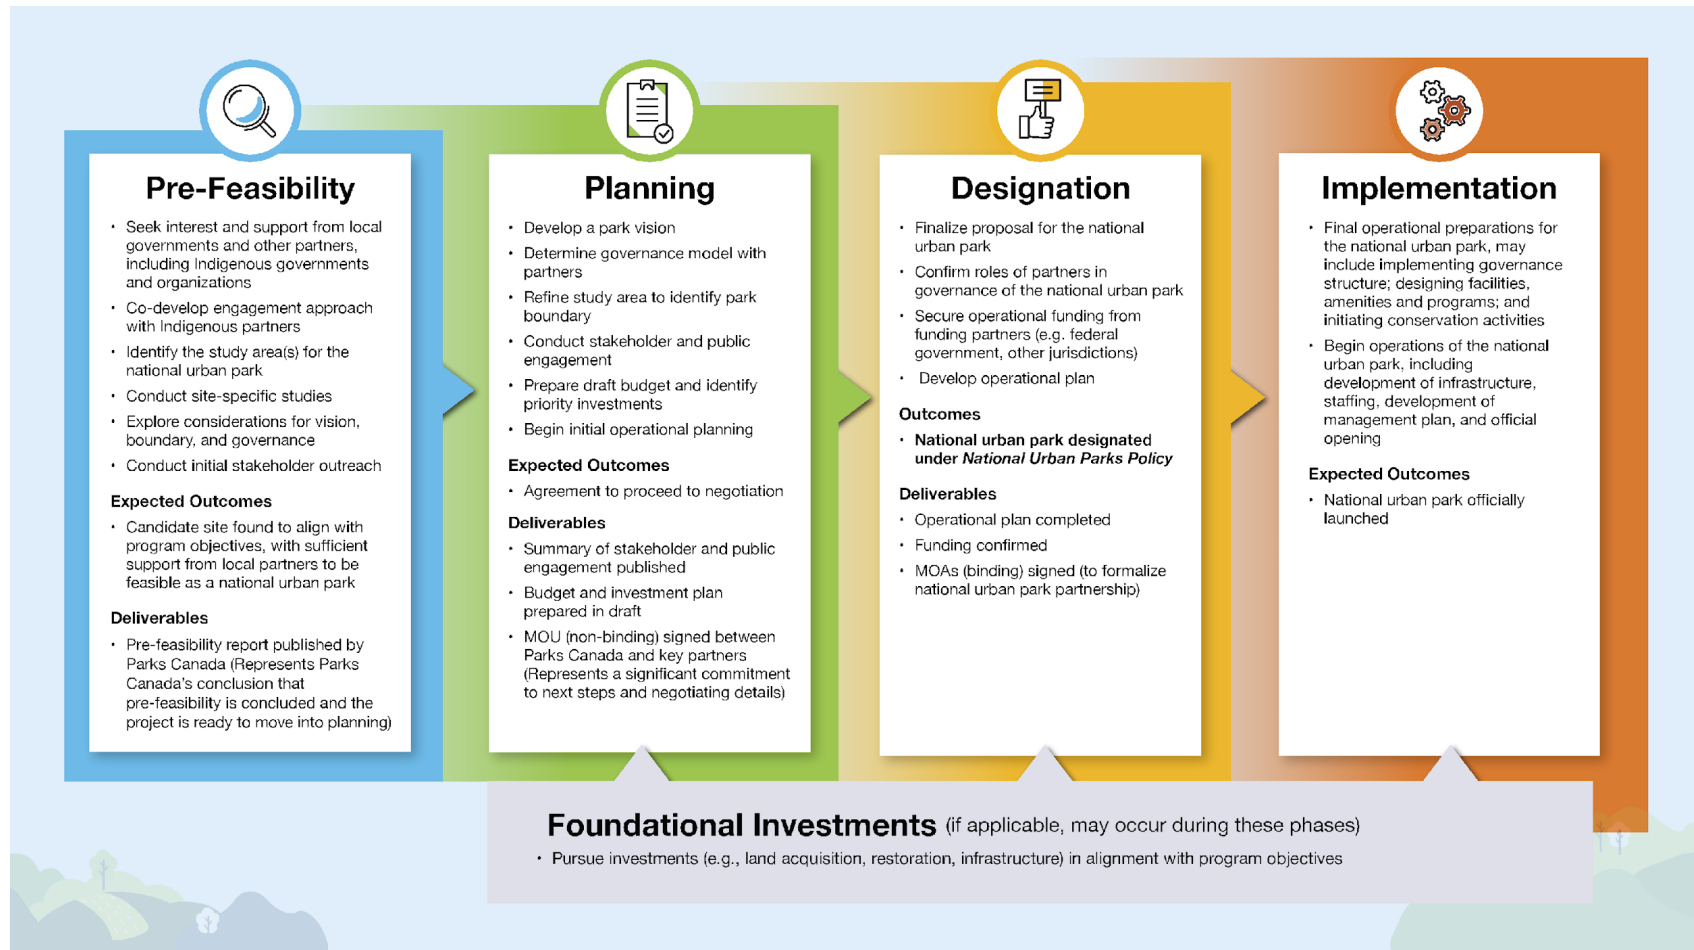 Pre-Feasibility
• Seek interest and support from local
governments and other partners,
including Indigenous governments
and organizations
• Co-develop engagement approach
with Indigenous partners
• Identify the study area(s) for the
national urban park
• Conduct site-specific studies
• Explore considerations for vision,
boundary, and governance
• Conduct initial stakeholder outreach
Expected Outcomes
• Candidate site found to align with
program objectives, with sufficient
support from local partners to be
feasible as a national urban park
Deliverables
• Pre-feasibility report published by
Parks Canada (Represents Parks
Canada's conclusion that
pre-feasibility is concluded and the
project is ready to move into planning)
Planning
• Develop a park vision
• Determine governance model with
partners
• Refine study area to identify park
boundary
• Conduct stakeholder and public
engagement
• Prepare draft budget and identify
priority investments
• Begin initial operational planning
Expected Outcomes
• Agreement to proceed to negotiation
Deliverables
• Summary of stakeholder and public
engagement published
• Budget and investment plan
prepared in draft
• MOU (non-binding) signed between
Parks Canada and key partners
(Represents a significant commitment
to next steps and negotiating details)
Designation
• Finalize proposal for the national
urban park
• Confirm roles of partners in
governance of the national urban park
• Secure operational funding from
funding partners (e.g. federal
government, other jurisdictions)
• Develop operational plan
Outcomes
• National urban park designated
under National Urban Parks Policy
Deliverables
• Operational plan completed
• Funding confirmed
• MOAs (binding) signed (to formalize
national urban park partnership)
Implementation
• Final operational preparations for
the national urban park, may
include implementing governance
structure; designing facilities,
amenities and programs; and
initiating conservation activities
• Begin operations of the national
urban park, including
development of infrastructure,
staffing, development of
management plan, and official
opening
Expected Outcomes
• National urban park officially
launched
Foundational Investments (if applicable, may occur during these phases)
• Pursue investments (e.g., land acquisition, restoration, infrastructure) in alignment with program objectives